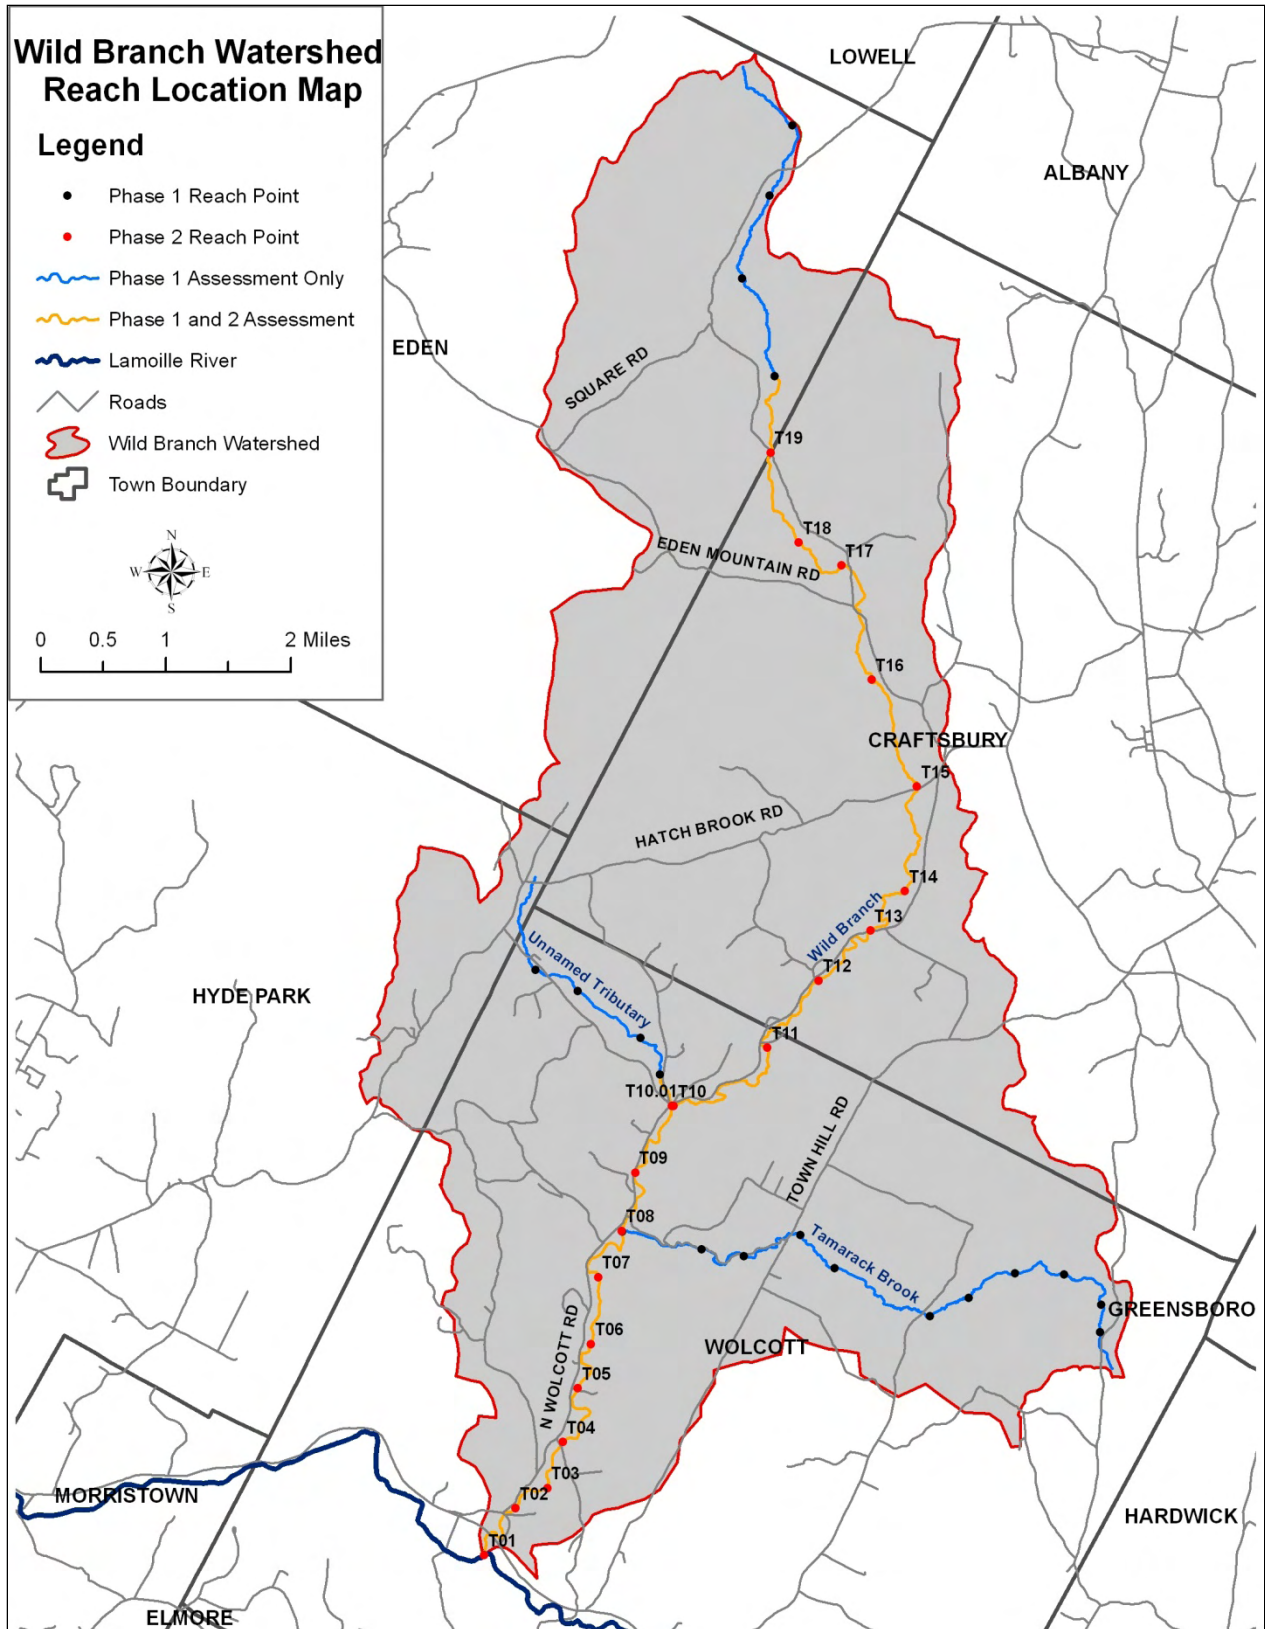 Wild Branch Watershed
Reach Location Map
Legend
Phase 1 Reach Point
Phase 2 Reach Point
Phase 1 Assessment Only
Phase 1 and 2 Assessment
Lamoille River
Roads
Wild Branch Watershed
Town Boundary
N
W E
S
0 0.5 1 2 Miles
LOWELL
ALBANY
EDEN
SQUARE RD
T19
T18
EDEN MOUNTAIN RD
T17
T16
CRAFTSBURY
T15
HATCH BROOK RD
T14
Wild Branch
T13
Unnamed Tributary
T12
HYDE PARK
T11
T10.01T10
TOWN HILL RD
T09
T08
Tamarack Brook
T07
GREENSBORO
N WOLCOTT RD
T06
WOLCOTT
T05
T04
T03
MORRISTOWN
T02
HARDWICK
T01
ELMORE